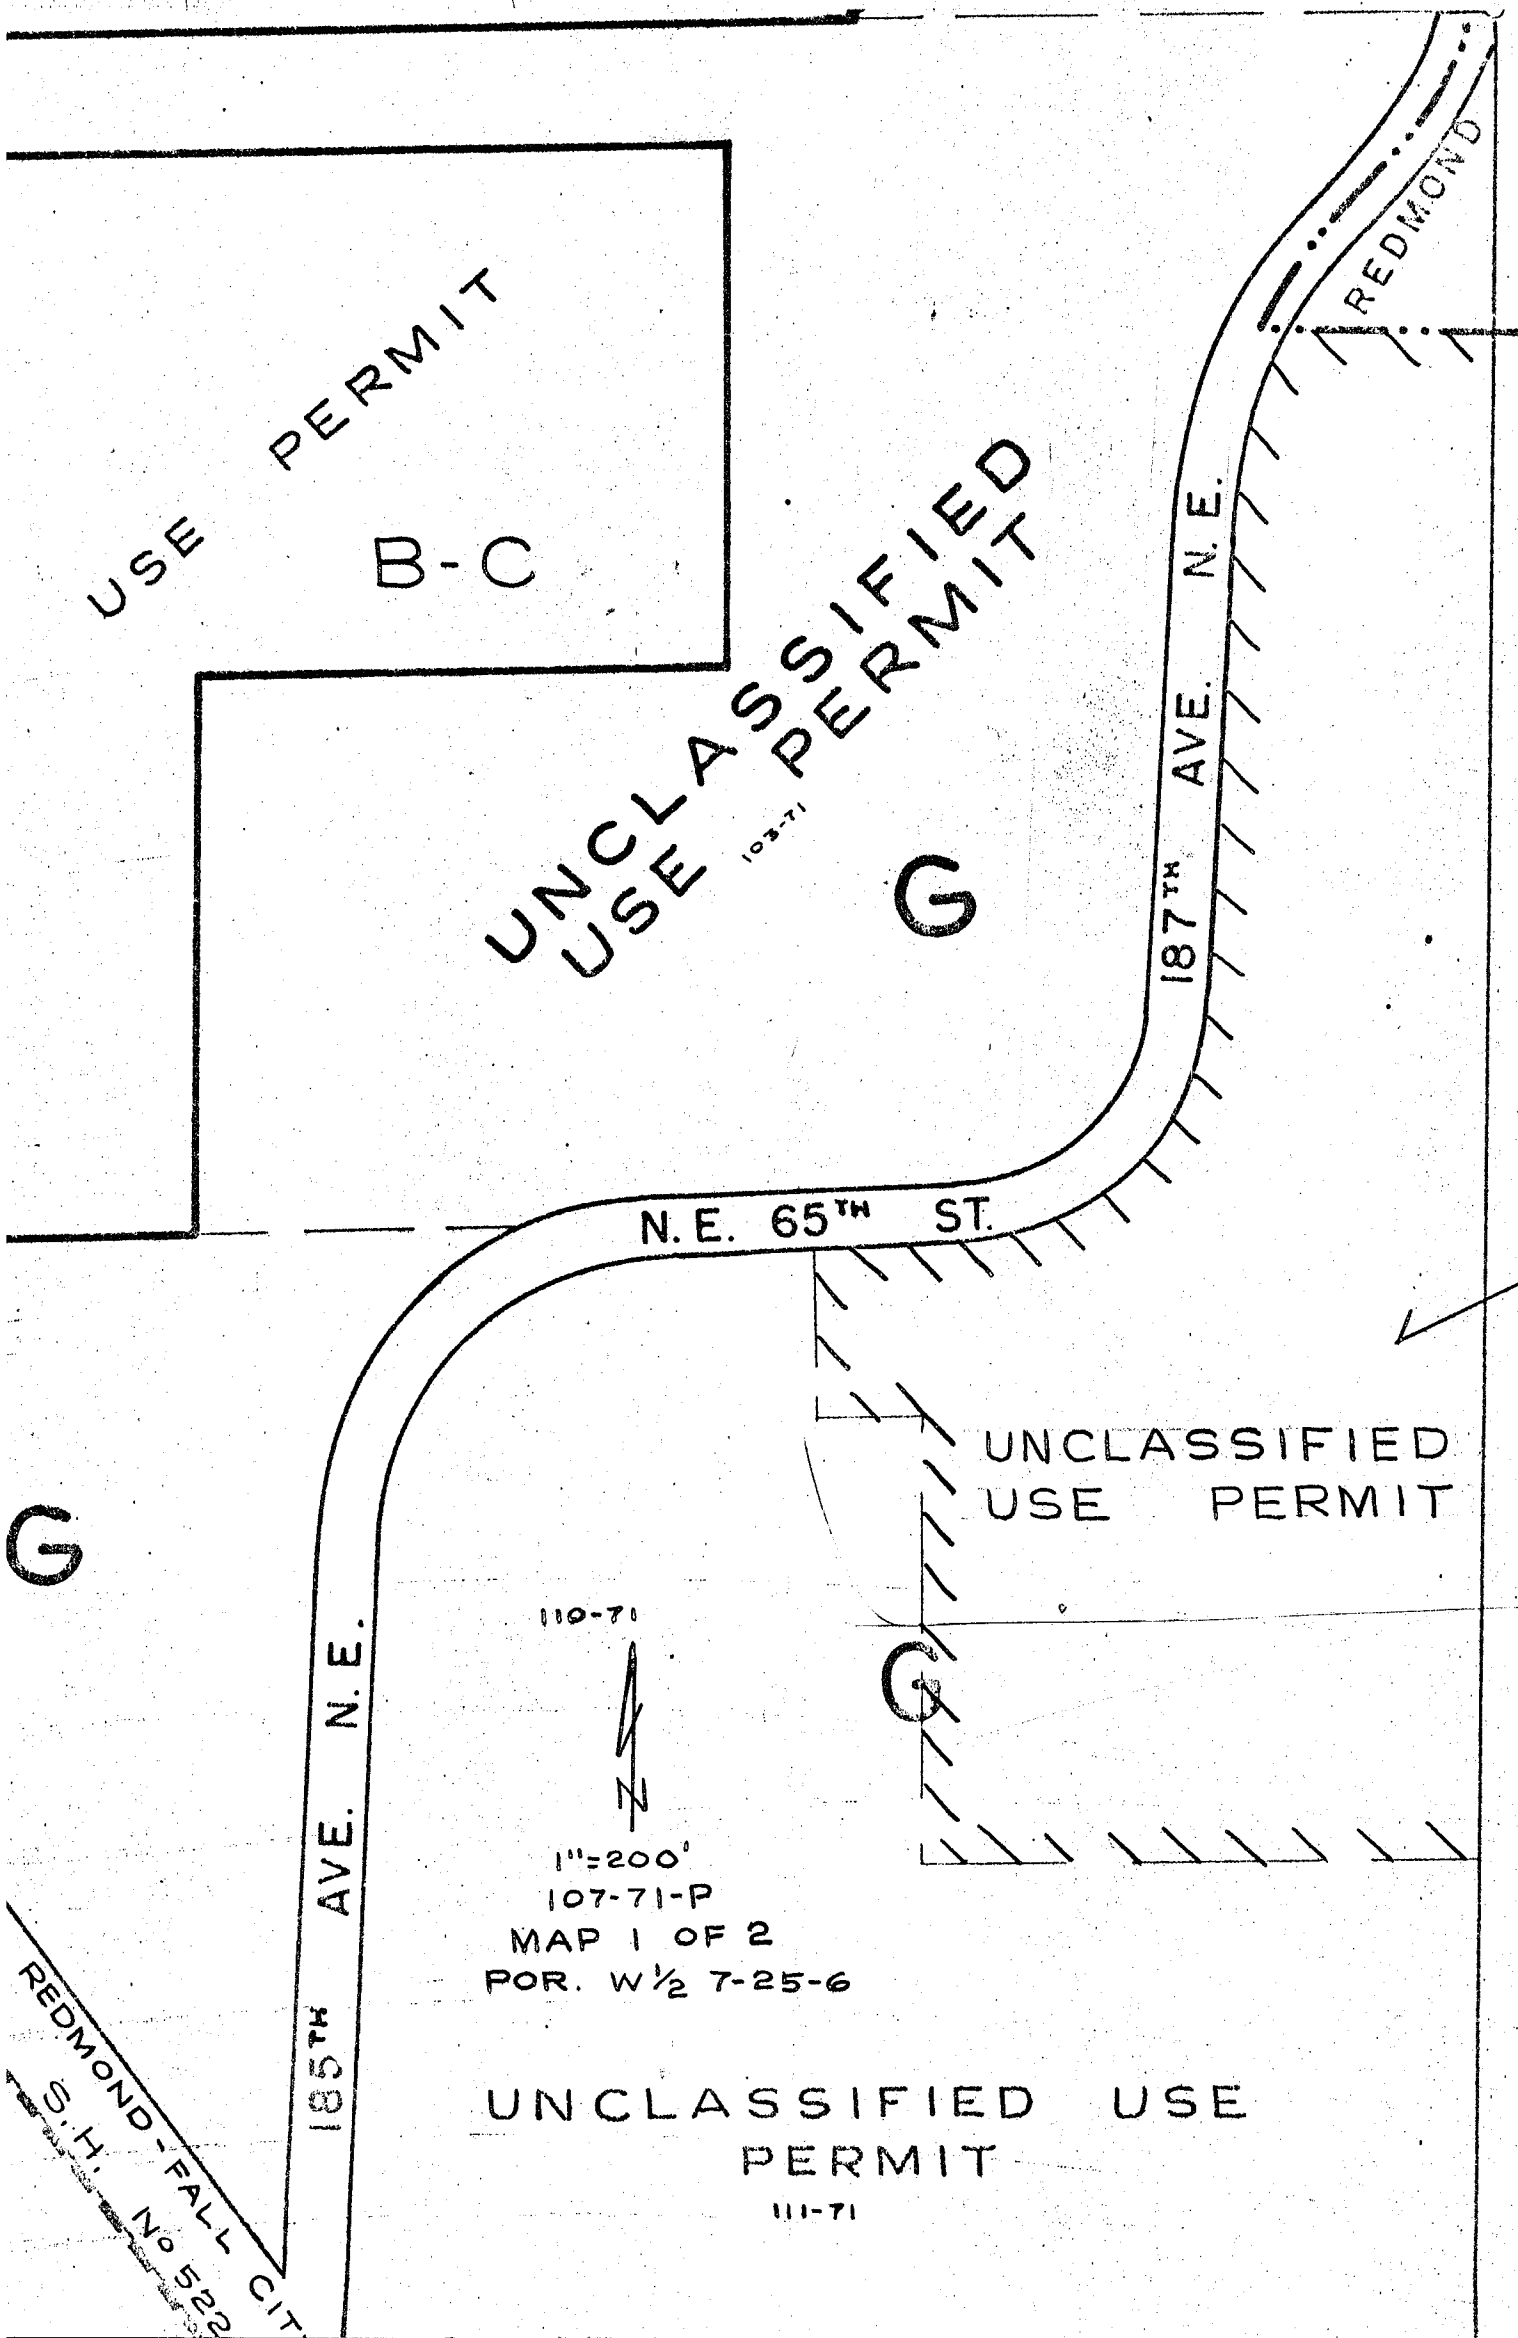 REDMOND
USE PERMIT
B-C
UNCLASSIFIED
USE PERMIT
103-71
G
187TH AVE. N.E.
N.E. 65TH ST.
UNCLASSIFIED
USE PERMIT
G
110-71
G
N
1"=200'
107-71-P
MAP 1 OF 2
POR. W 1/2 7-25-6
185TH AVE. N.E.
REDMOND-FALL CIT
S.H. No 522
UNCLASSIFIED USE
PERMIT
111-71